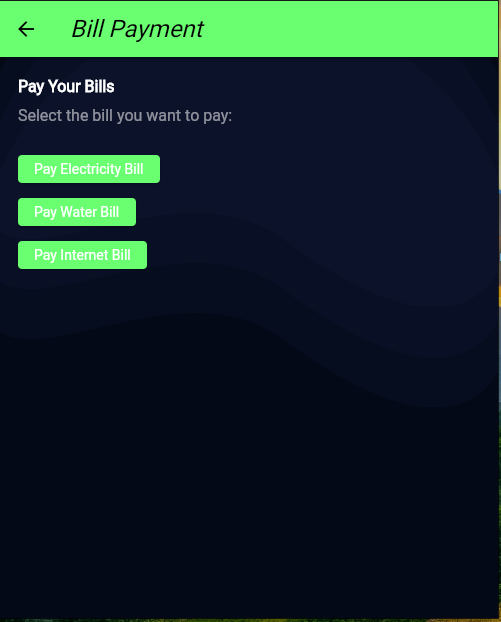 Bill Payment
Pay Your Bills
Select the bill you want to pay:
Pay Electricity Bill
Pay Water Bill
Pay Internet Bill